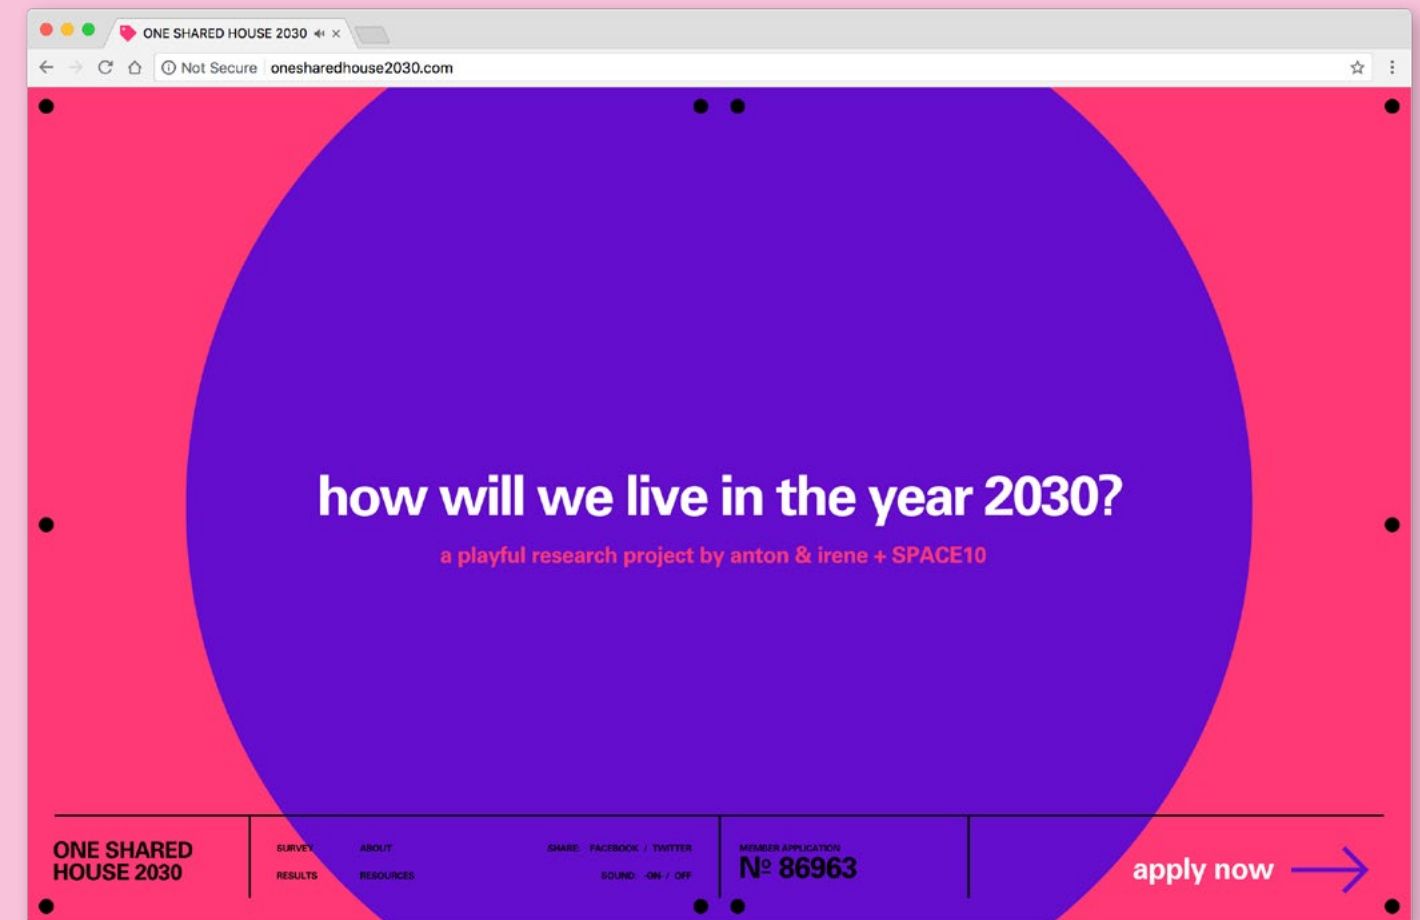 ONE SHARED HOUSE 2030
Not Secure onesharedhouse2030.com
how will we live in the year 2030?
a playful research project by anton & irene + SPACE10
ONE SHARED
HOUSE 2030
SURVEY
RESULTS
ABOUT
RESOURCES
SHARE: FACEBOOK / TWITTER
SOUND: -ON- / OFF
MEMBER APPLICATION
Nº 86963
apply now